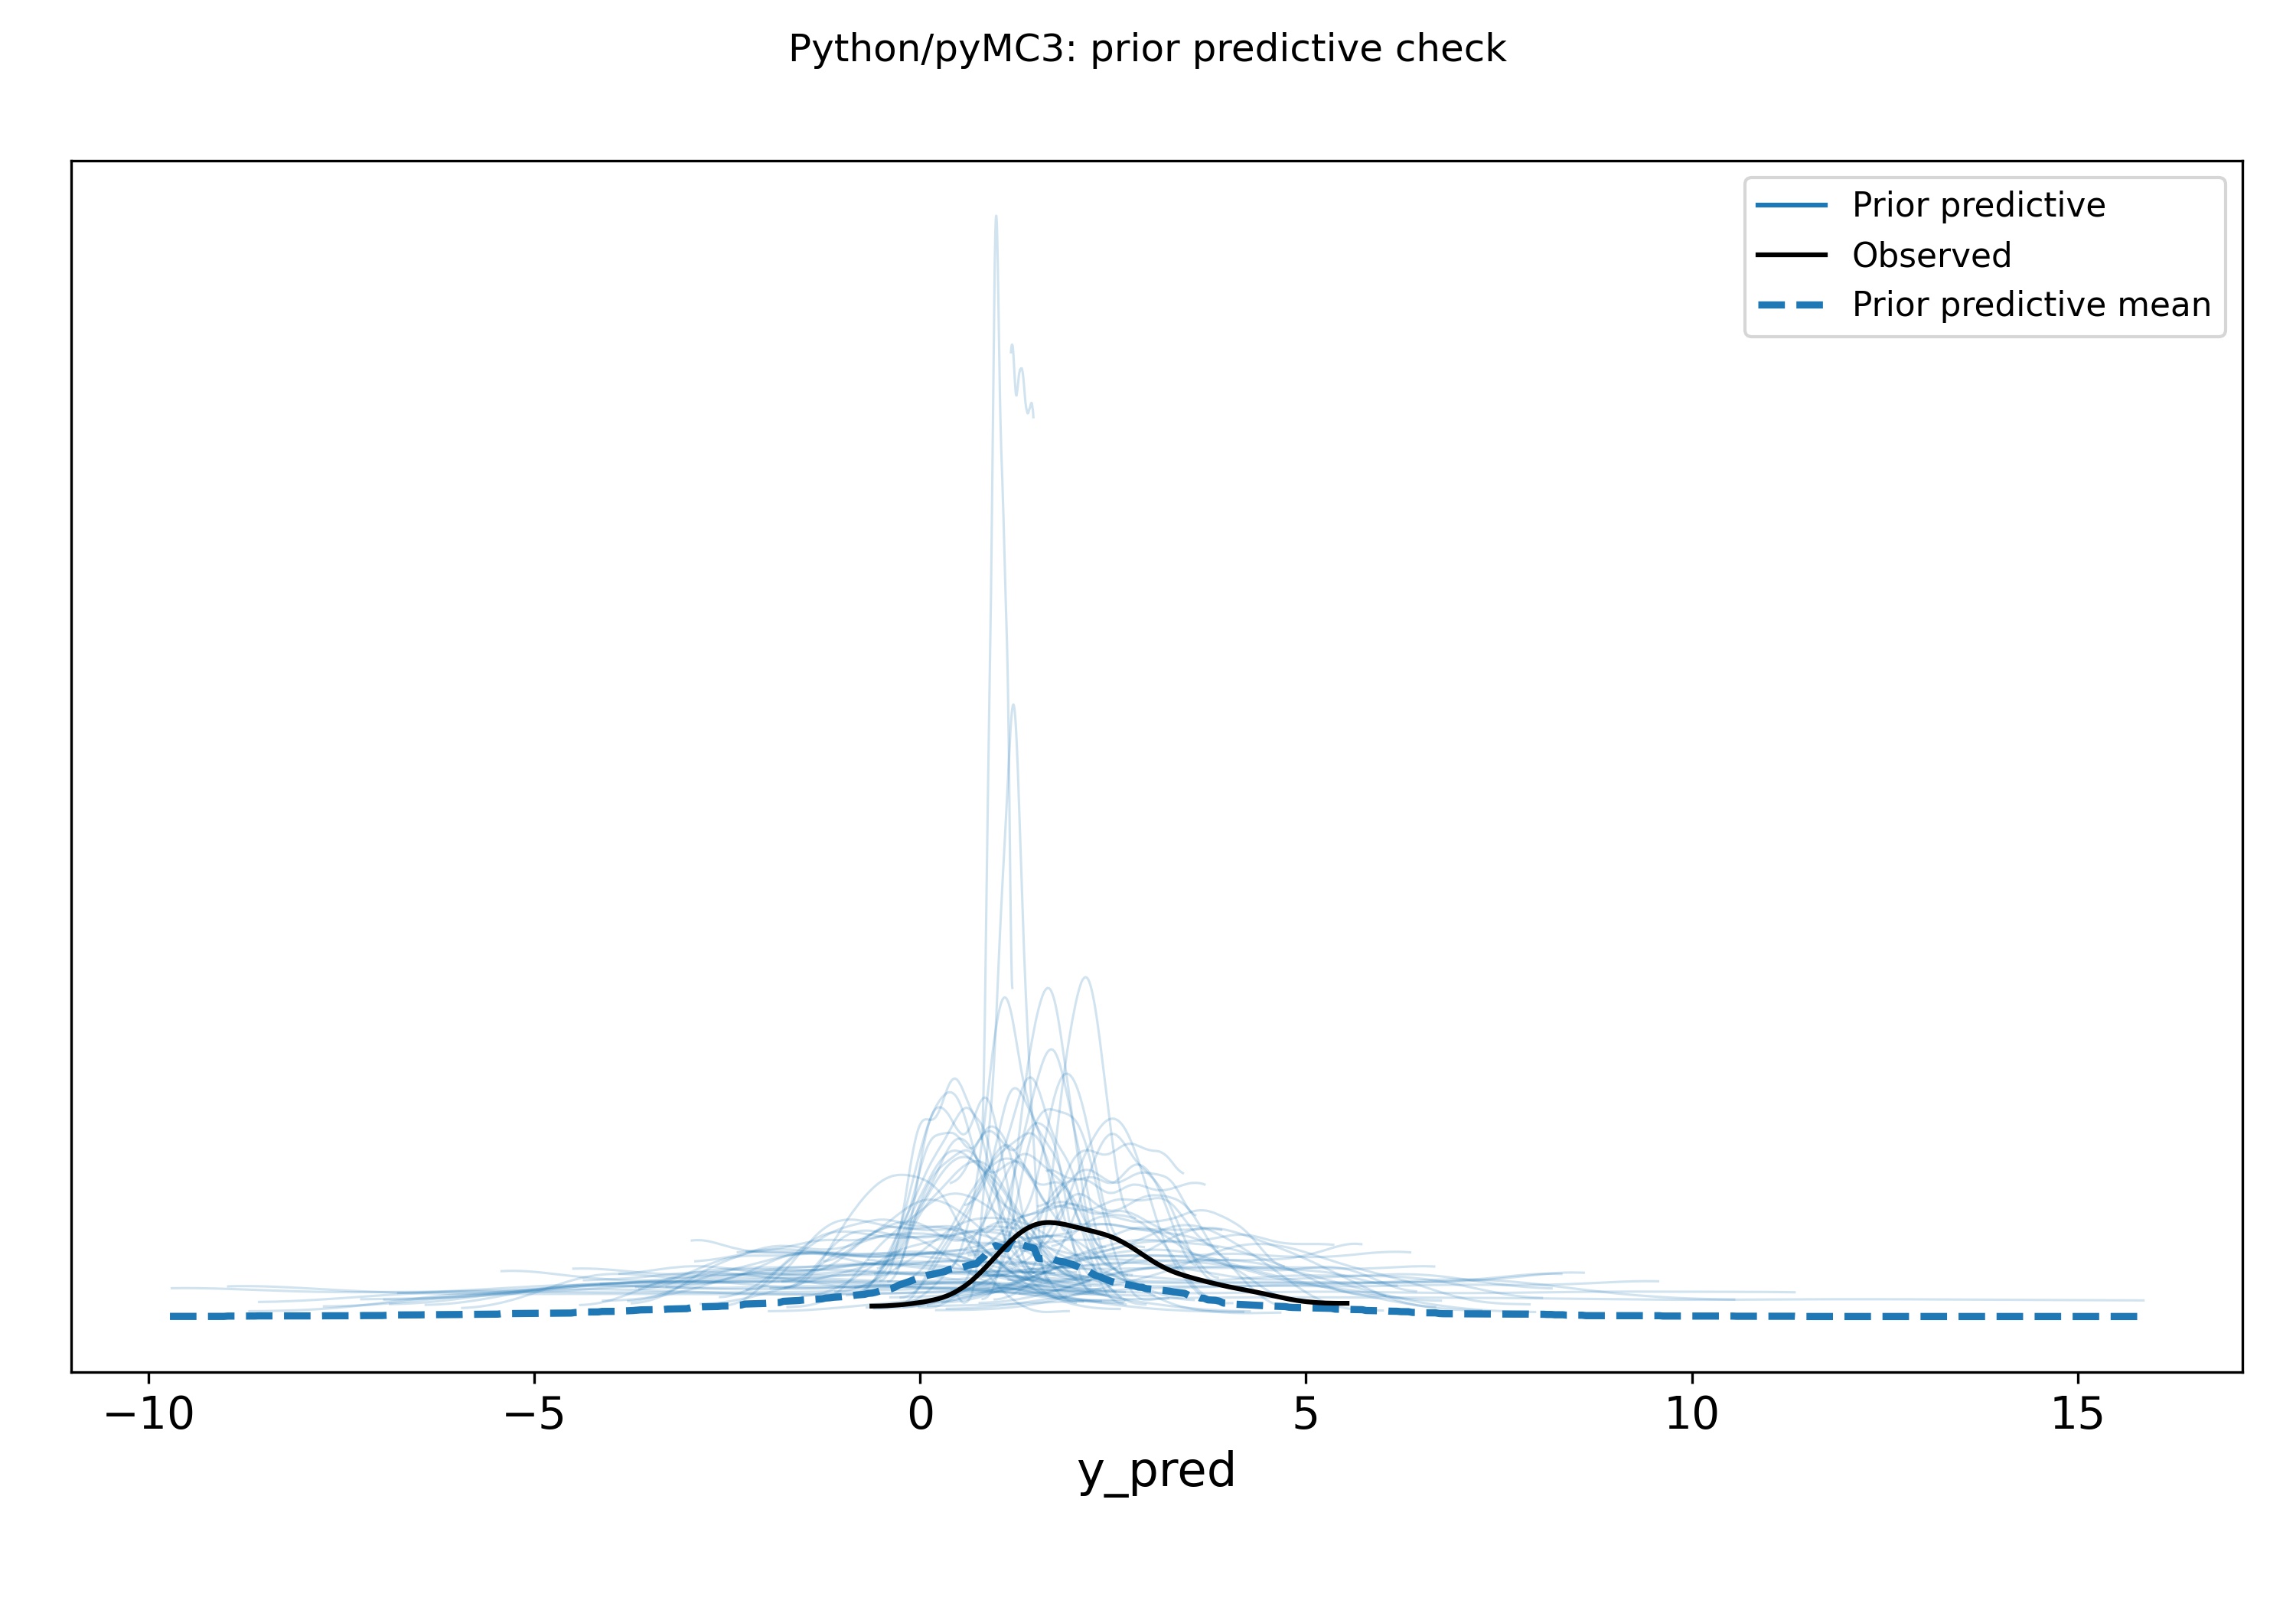 Python/pyMC3: prior predictive check
Prior predictive
Observed
Prior predictive mean
−10 −5 0 5 10 15
y_pred